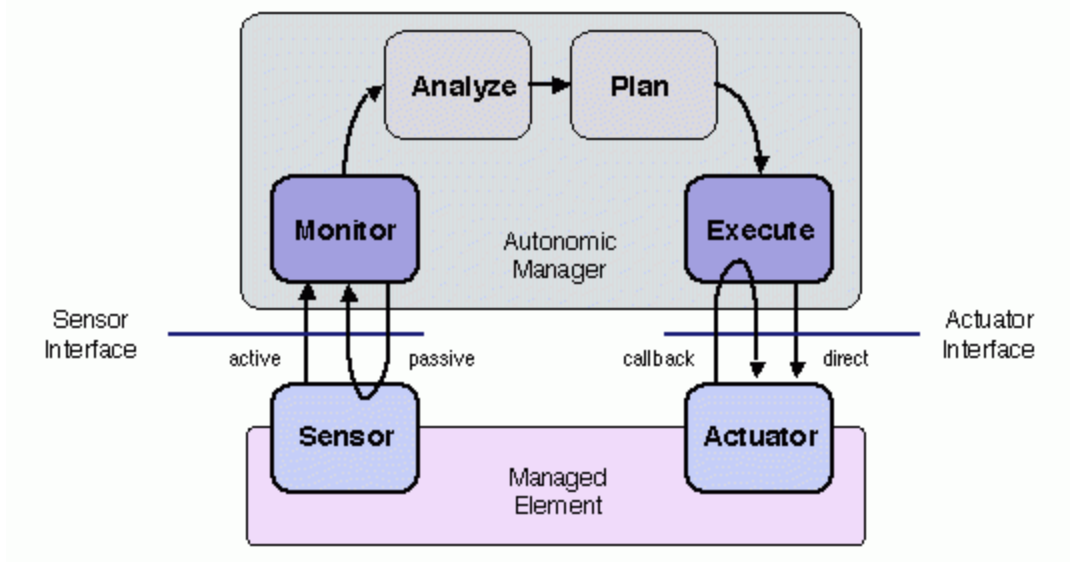 Analyze
Plan
Monitor
Execute
Autonomic
Manager
Sensor
Interface
Actuator
Interface
active
passive
callback
direct
Sensor
Actuator
Managed
Element